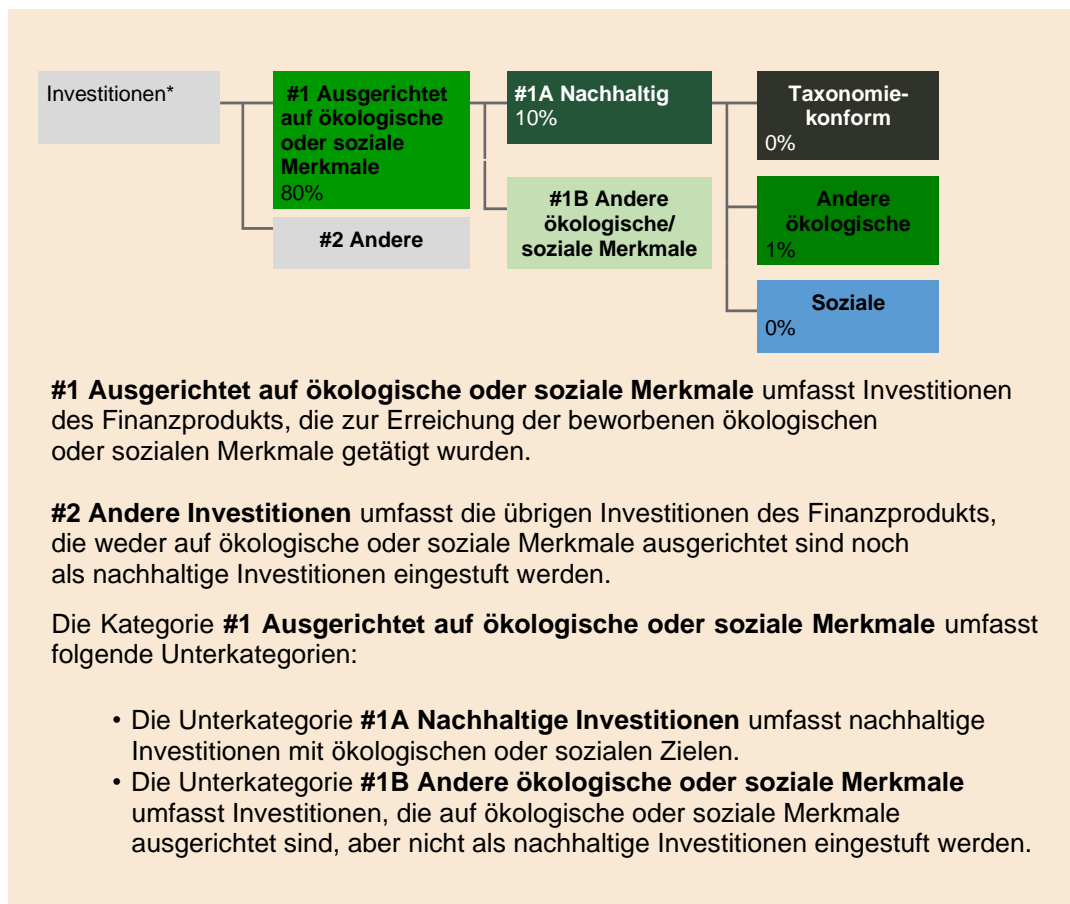 Investitionen*
#1 Ausgerichtet
auf ökologische
oder soziale
Merkmale
80%
#2 Andere
#1A Nachhaltig
10%
#1B Andere
ökologische/
soziale Merkmale
Taxonomie-
konform
0%
Andere
ökologische
1%
Soziale
0%
#1 Ausgerichtet auf ökologische oder soziale Merkmale umfasst Investitionen
des Finanzprodukts, die zur Erreichung der beworbenen ökologischen
oder sozialen Merkmale getätigt wurden.
#2 Andere Investitionen umfasst die übrigen Investitionen des Finanzprodukts,
die weder auf ökologische oder soziale Merkmale ausgerichtet sind noch
als nachhaltige Investitionen eingestuft werden.
Die Kategorie #1 Ausgerichtet auf ökologische oder soziale Merkmale umfasst
folgende Unterkategorien:
• Die Unterkategorie #1A Nachhaltige Investitionen umfasst nachhaltige
Investitionen mit ökologischen oder sozialen Zielen.
• Die Unterkategorie #1B Andere ökologische oder soziale Merkmale
umfasst Investitionen, die auf ökologische oder soziale Merkmale
ausgerichtet sind, aber nicht als nachhaltige Investitionen eingestuft werden.